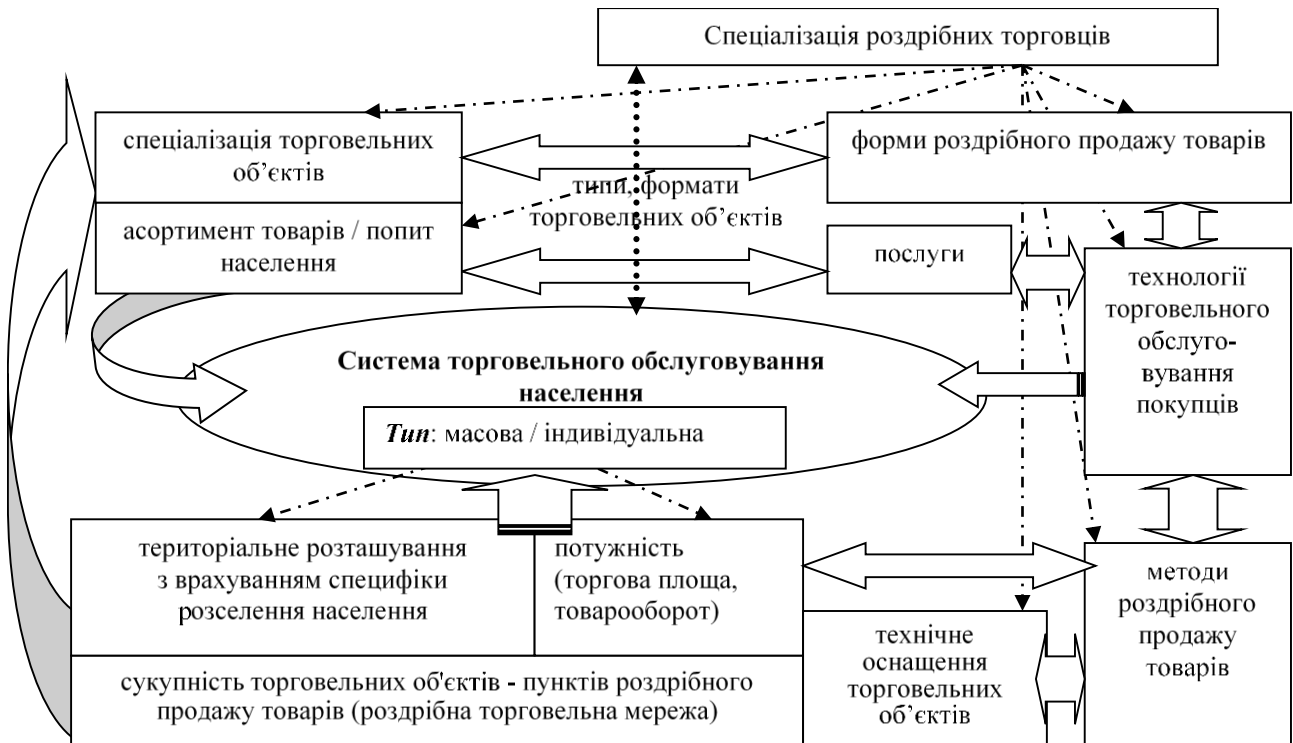 Спеціалізація роздрібних торговців
спеціалізація торговельних
об’єктів
форми роздрібного продажу товарів
типи, формати
торговельних об’єктів
асортимент товарів / попит
населення
послуги
технології
торговельного
обслуго-
вування
покупців
Система торговельного обслуговування
населення
Тип: масова / індивідуальна
територіальне розташування
з врахуванням специфіки
розселення населення
потужність
(торгова площа,
товарооборот)
методи
роздрібного
продажу
товарів
технічне
оснащення
торговельних
об’єктів
сукупність торговельних об'єктів - пунктів роздрібного
продажу товарів (роздрібна торговельна мережа)